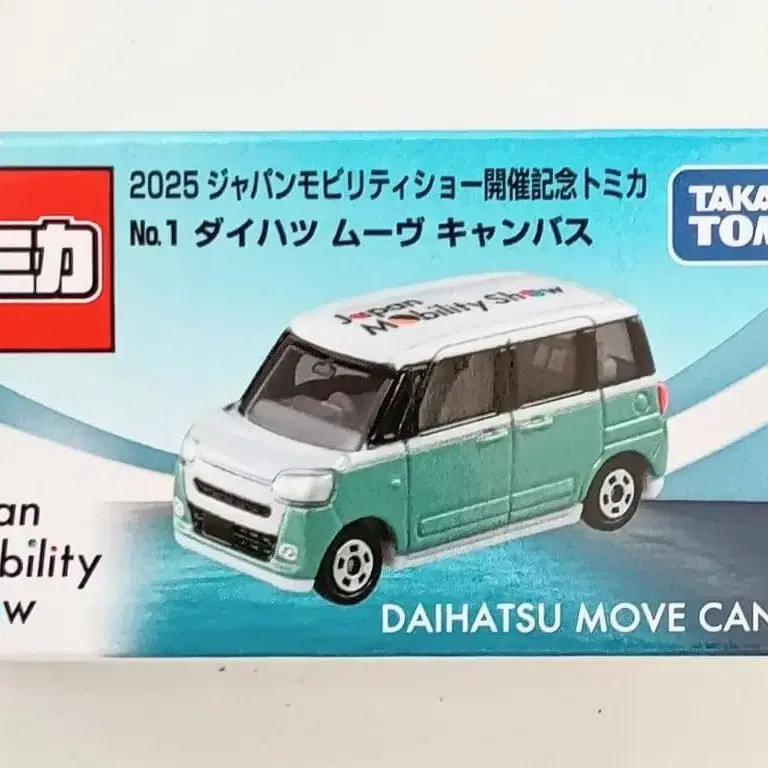 2025 ジャパンモビリティショー開催記念トミカ
No.1 ダイハツ ムーヴ キャンバス
ミカ
TAKA
TOM
Japan
Mobility Show
an
bility
w
DAIHATSU MOVE CAN